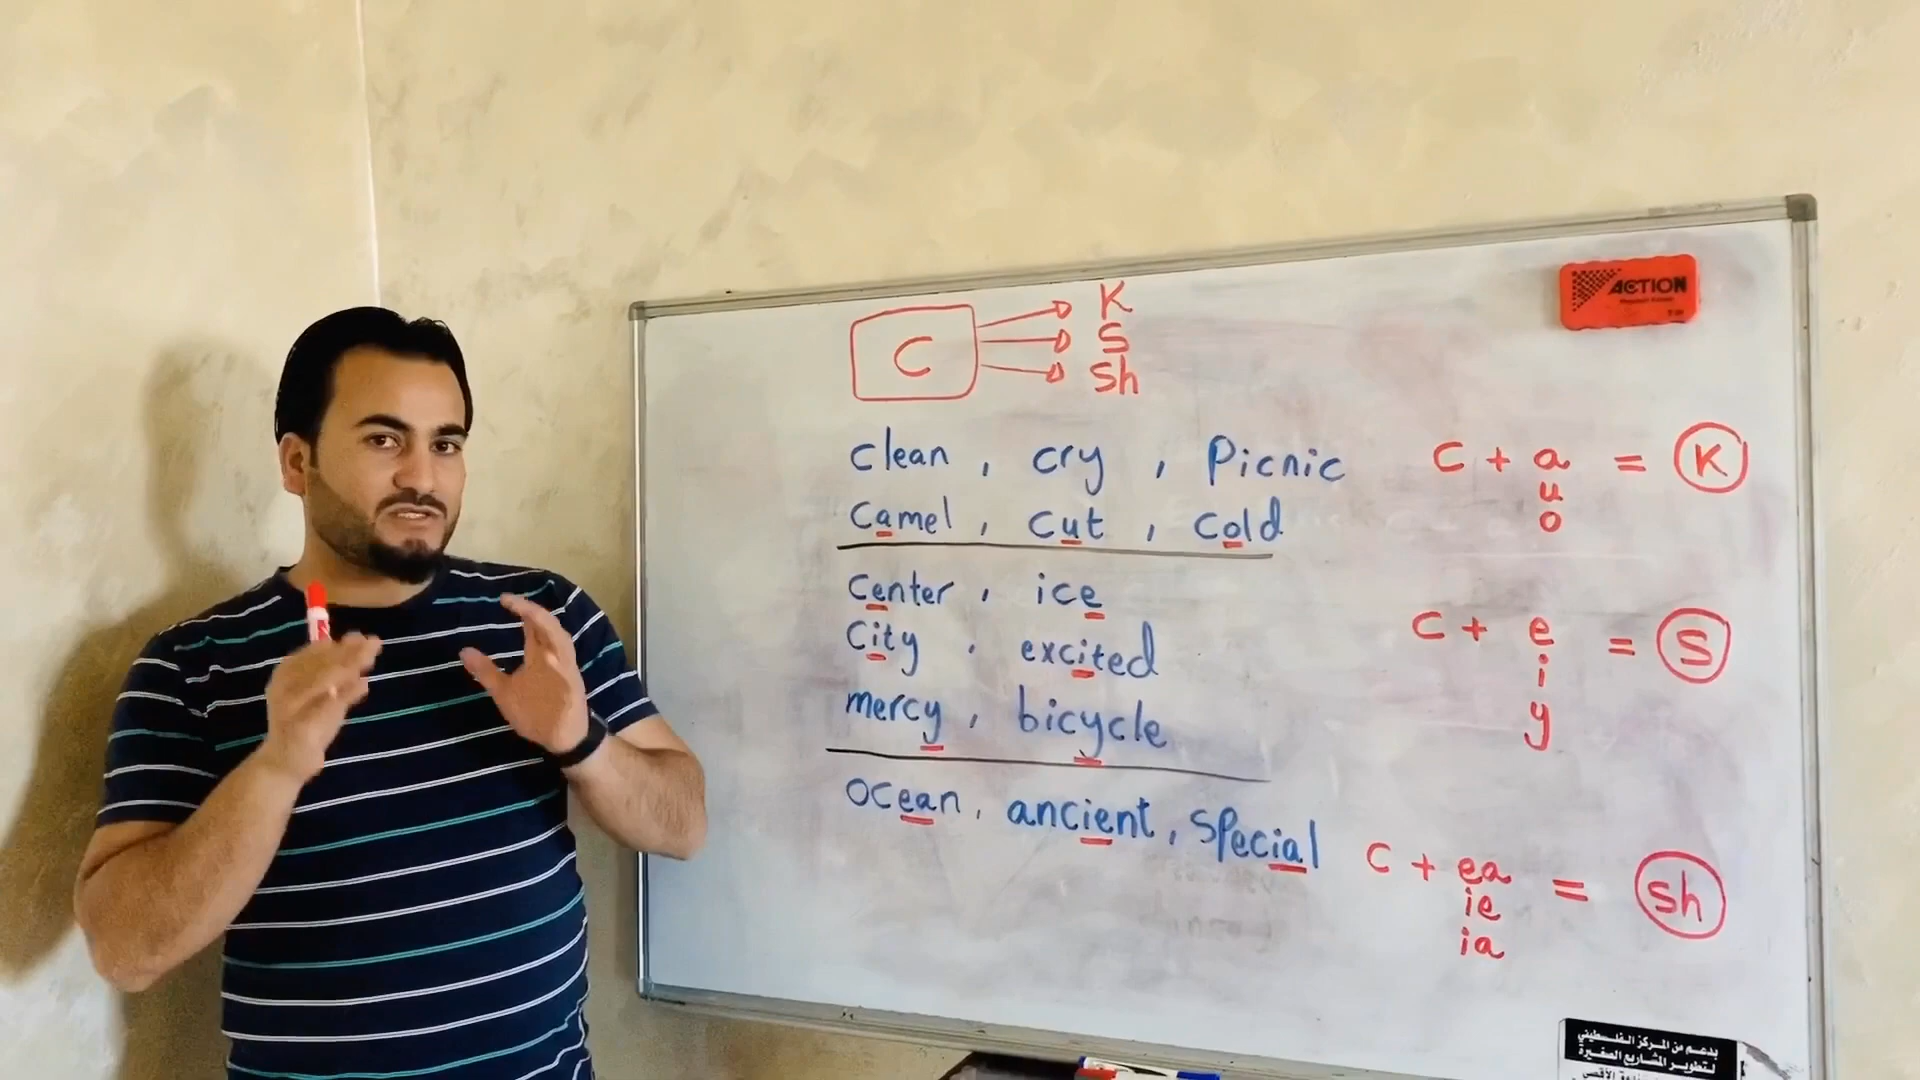 C
K
S
Sh
ACTION
clean , cry , Picnic
Camel , Cut , Cold
C + a = K
u
o
Center , ice
City , excited
mercy , bicycle
C + e = S
i
y
Ocean , ancient , Special
C + ea = Sh
ie
ia
بدعم من المركز الفلسطيني
لتطوير المشاريع الصغيرة
الأقصى